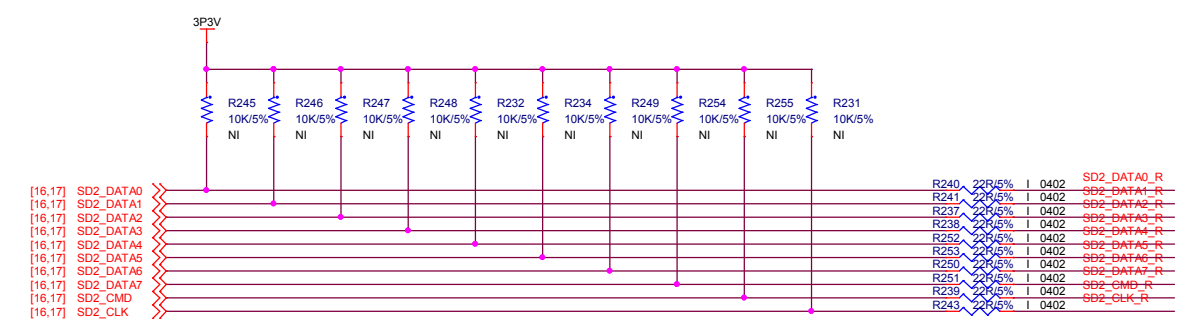 3P3V
R245 R246 R247 R248 R232 R234 R249 R254 R255 R231
10K/5% 10K/5% 10K/5% 10K/5% 10K/5% 10K/5% 10K/5% 10K/5% 10K/5% 10K/5%
NI NI NI NI NI NI NI NI NI NI
SD2_DATA0_R
[16,17] SD2_DATA0 R240 22R/5% I 0402 SD2_DATA1_R
[16,17] SD2_DATA1 R241 22R/5% I 0402 SD2_DATA2_R
[16,17] SD2_DATA2 R237 22R/5% I 0402 SD2_DATA3_R
[16,17] SD2_DATA3 R238 22R/5% I 0402 SD2_DATA4_R
[16,17] SD2_DATA4 R252 22R/5% I 0402 SD2_DATA5_R
[16,17] SD2_DATA5 R253 22R/5% I 0402 SD2_DATA6_R
[16,17] SD2_DATA6 R250 22R/5% I 0402 SD2_DATA7_R
[16,17] SD2_DATA7 R251 22R/5% I 0402 SD2_CMD_R
[16,17] SD2_CMD R239 22R/5% I 0402 SD2_CLK_R
[16,17] SD2_CLK R243 22R/5% I 0402